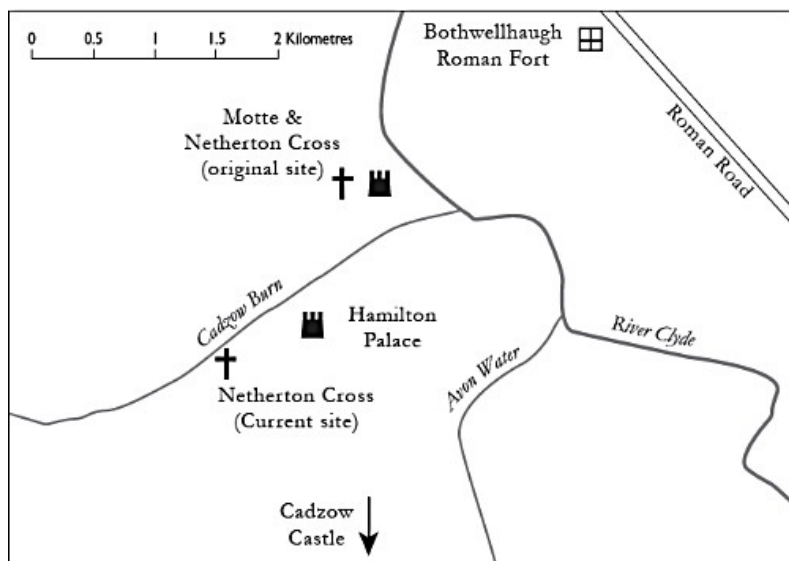 0 0.5 1 1.5 2 Kilometres
Bothwellhaugh
Roman Fort
Roman Road
Motte &
Netherton Cross
(original site)
Cadzow Burn
Hamilton
Palace
River Clyde
Avon Water
Netherton Cross
(Current site)
Cadzow
Castle